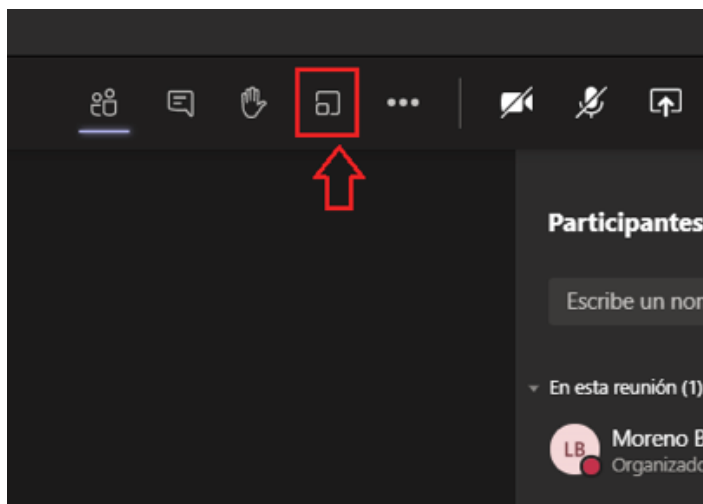 Participantes
Escribe un nor
En esta reunión (1)
LB
Moreno B
Organizado